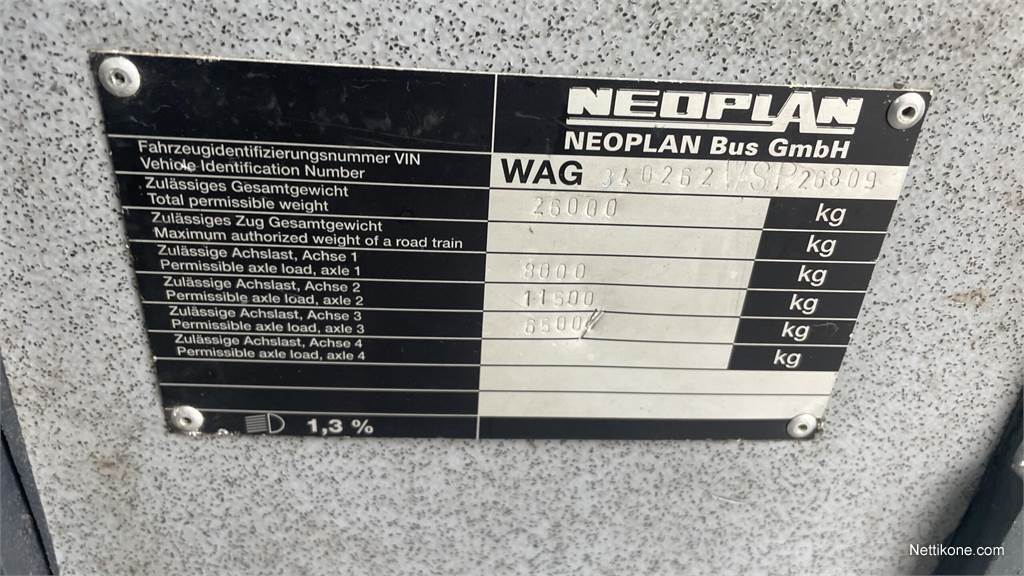 NEOPLAN
NEOPLAN Bus GmbH
Fahrzeugidentifizierungsnummer VIN
Vehicle Identification Number
WAG 340262VSP26809
Zulässiges Gesamtgewicht
Total permissible weight
26000 kg
Zulässiges Zug Gesamtgewicht
Maximum authorized weight of a road train
kg
Zulässige Achslast, Achse 1
Permissible axle load, axle 1
8000 kg
Zulässige Achslast, Achse 2
Permissible axle load, axle 2
11500 kg
Zulässige Achslast, Achse 3
Permissible axle load, axle 3
6500 kg
Zulässige Achslast, Achse 4
Permissible axle load, axle 4
kg
1,3 %
Nettikone.com